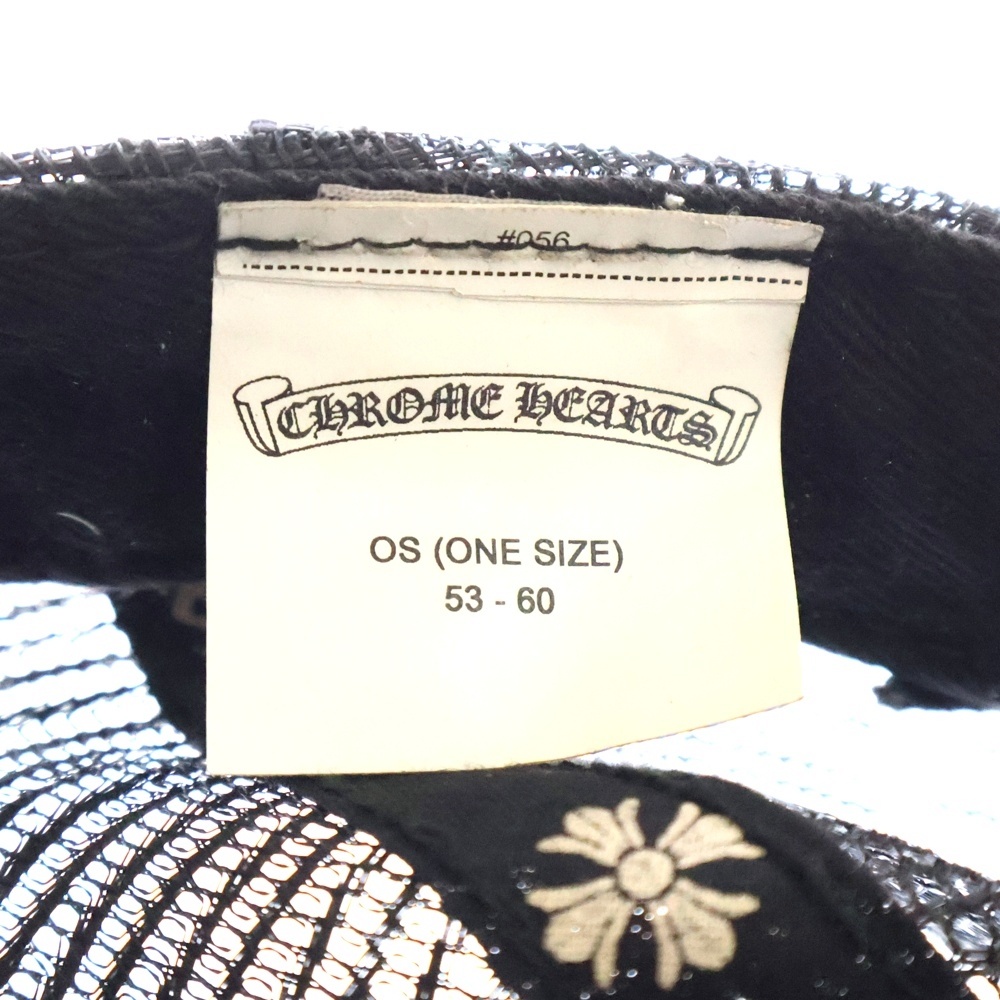 #056
CHROME HEARTS
OS (ONE SIZE)
53 - 60